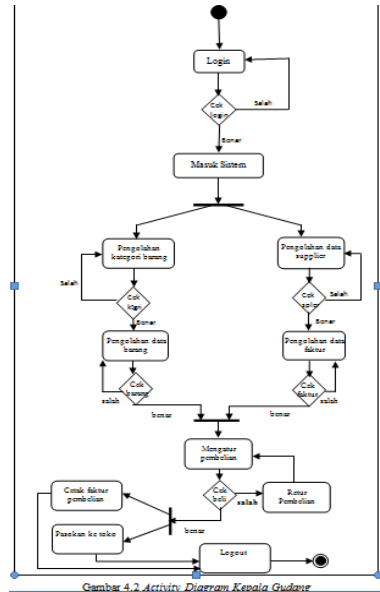 Login
Salah
Cek
login
Benar
Masuk Sistem
Pengolahan
kategori barang
Pengolahan data
supplier
Salah
Cek
Cek
Salah
Benar
Benar
Pengolahan data
barang
Pengolahan data
faktur
Cek
barang
Cek
faktur
salah
salah
benar
benar
Mengatur
pembelian
Cek
beli
salah
Retur
Pembelian
Cetak faktur
pembelian
benar
Pasokan ke toko
Logout
Gambar 4.2 Activity Diagram Kepala Gudang